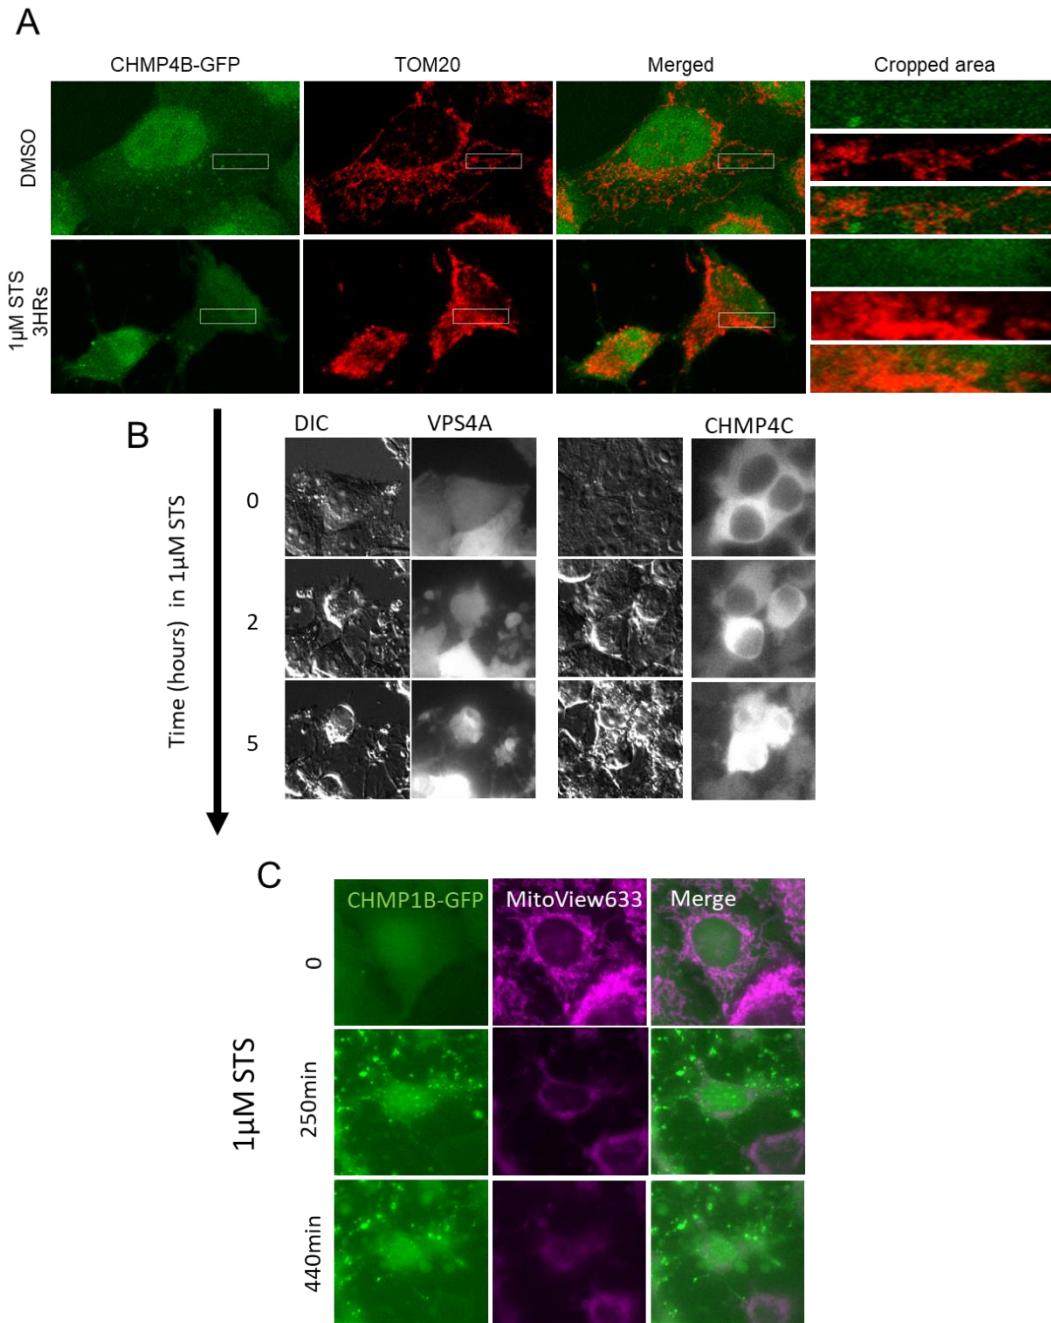 A
CHMP4B-GFP TOM20 Merged Cropped area
DMSO
1µM STS
3HRs
B
DIC VPS4A CHMP4C
Time (hours) in 1µM STS
0
2
5
C
CHMP1B-GFP MitoView633 Merge
1µM STS
0
250min
440min